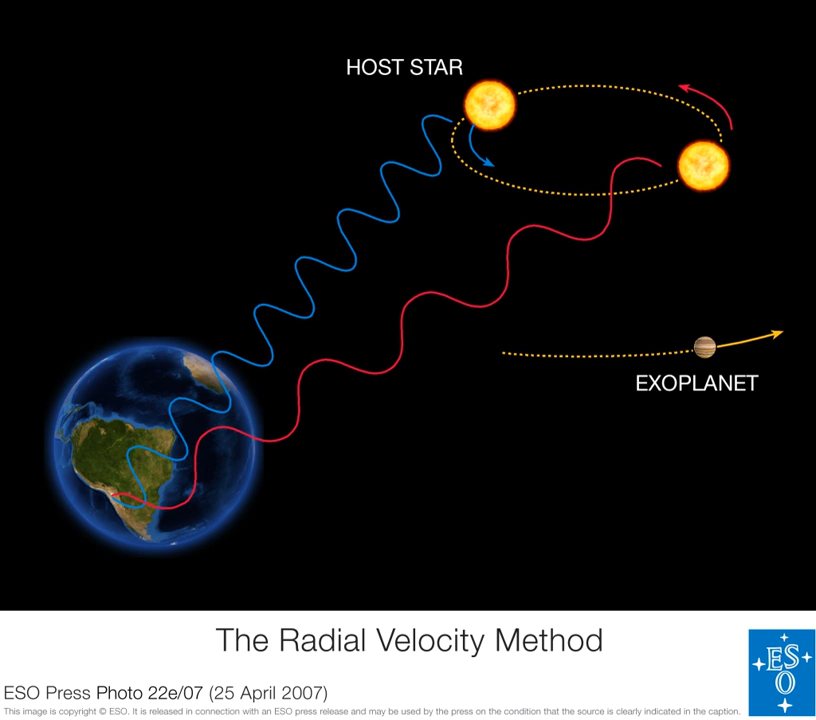 HOST STAR
EXOPLANET
The Radial Velocity Method
ESO Press Photo 22e/07 (25 April 2007)
This image is copyright © ESO. It is released in connection with an ESO press release and may be used by the press on the condition that the source is clearly indicated in the caption.
ES
O